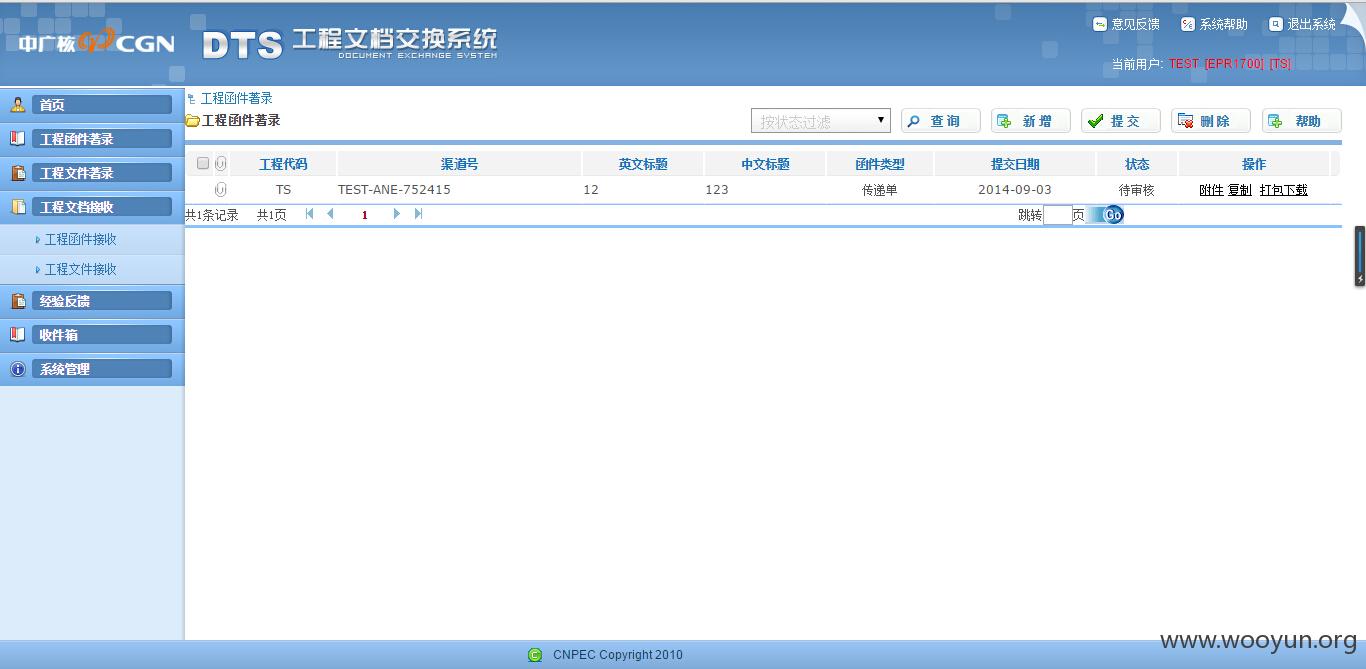 中广核 CGN
DTS 工程文档交换系统
DOCUMENT EXCHANGE SYSTEM
意见反馈 系统帮助 退出系统
当前用户: TEST [EPR1700] [TS]
首页
工程函件著录
工程文件著录
工程文档接收
工程函件接收
工程文件接收
经验反馈
收件箱
系统管理
工程函件著录
工程函件著录
按状态过滤 查 询 新 增 提 交 删 除 帮助
工程代码 渠道号 英文标题 中文标题 函件类型 提交日期 状态 操作
TS TEST-ANE-752415 12 123 传递单 2014-09-03 待审核 附件 复制 打包下载
共1条记录 共1页 1 跳转 页 Go
CNPEC Copyright 2010
www.wooyun.org